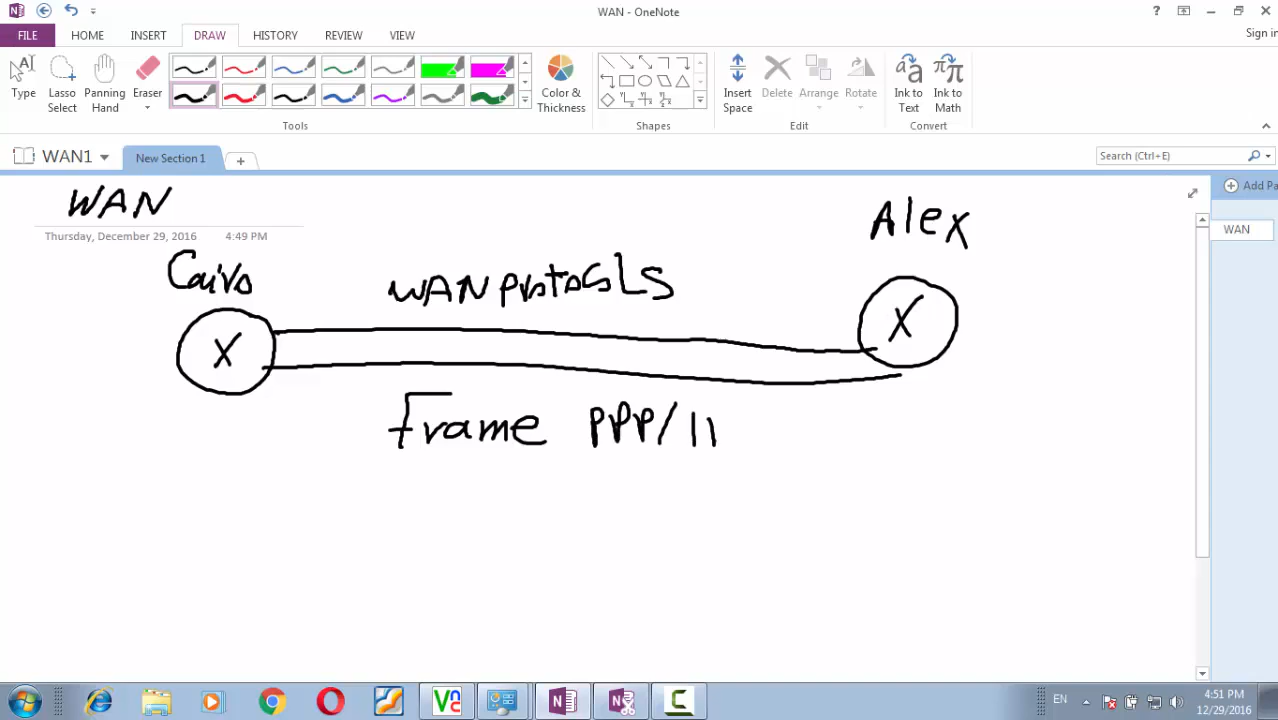 WAN - OneNote
?
FILE HOME INSERT DRAW HISTORY REVIEW VIEW
Sign in
Type Lasso Select Panning Hand Eraser Color & Thickness Insert Space Delete Arrange Rotate Ink to Text Ink to Math
Tools Shapes Edit Convert
WAN1 New Section 1
Search (Ctrl+E)
Add Pa
WAN
WAN
Thursday, December 29, 2016 4:49 PM
Alex
Cairo
WAN protocols
X X
Frame PPP/ 11
EN 4:51 PM
12/29/2016